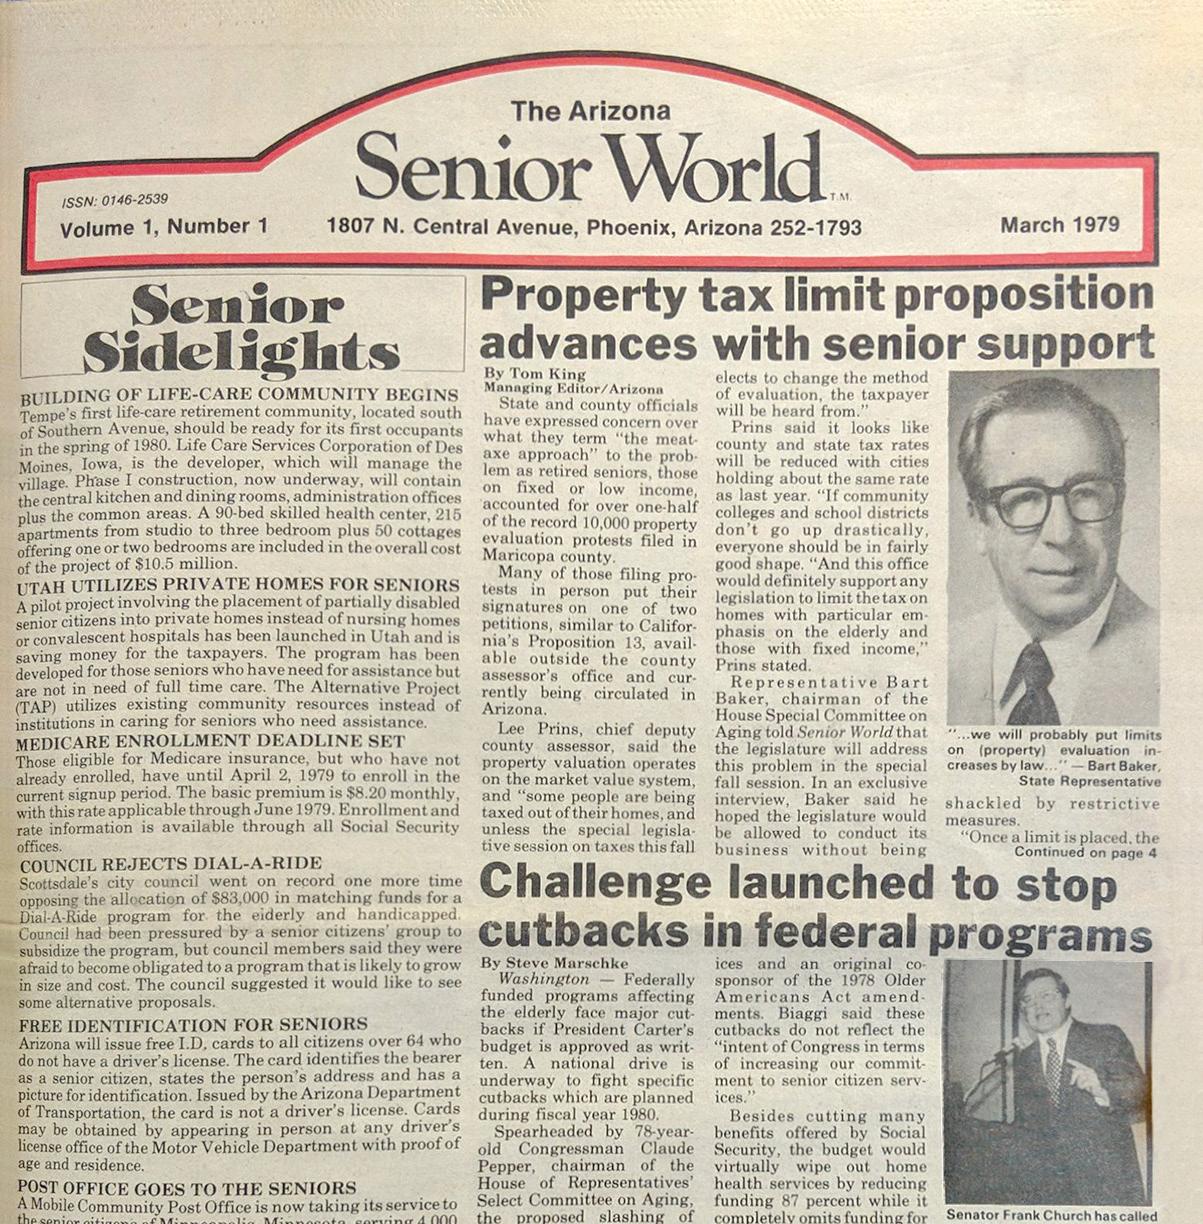 The Arizona
Senior World T.M.
ISSN: 0146-2539
Volume 1, Number 1
1807 N. Central Avenue, Phoenix, Arizona 252-1793
March 1979
Senior
Sidelights
BUILDING OF LIFE-CARE COMMUNITY BEGINS
Tempe's first life-care retirement community, located south
of Southern Avenue, should be ready for its first occupants
in the spring of 1980. Life Care Services Corporation of Des
Moines, Iowa, is the developer, which will manage the
village. Phase I construction, now underway, will contain
the central kitchen and dining rooms, administration offices
plus the common areas. A 90-bed skilled health center, 215
apartments from studio to three bedroom plus 50 cottages
offering one or two bedrooms are included in the overall cost
of the project of $10.5 million.
UTAH UTILIZES PRIVATE HOMES FOR SENIORS
A pilot project involving the placement of partially disabled
senior citizens into private homes instead of nursing homes
or convalescent hospitals has been launched in Utah and is
saving money for the taxpayers. The program has been
developed for those seniors who have need for assistance but
are not in need of full time care. The Alternative Project
(TAP) utilizes existing community resources instead of
institutions in caring for seniors who need assistance.
MEDICARE ENROLLMENT DEADLINE SET
Those eligible for Medicare insurance, but who have not
already enrolled, have until April 2, 1979 to enroll in the
current signup period. The basic premium is $8.20 monthly,
with this rate applicable through June 1979. Enrollment and
rate information is available through all Social Security
offices.
COUNCIL REJECTS DIAL-A-RIDE
Scottsdale's city council went on record one more time
opposing the allocation of $83,000 in matching funds for a
Dial-A-Ride program for the elderly and handicapped.
Council had been pressured by a senior citizens' group to
subsidize the program, but council members said they were
afraid to become obligated to a program that is likely to grow
in size and cost. The council suggested it would like to see
some alternative proposals.
FREE IDENTIFICATION FOR SENIORS
Arizona will issue free I.D. cards to all citizens over 64 who
do not have a driver's license. The card identifies the bearer
as a senior citizen, states the person's address and has a
picture for identification. Issued by the Arizona Department
of Transportation, the card is not a driver's license. Cards
may be obtained by appearing in person at any driver's
license office of the Motor Vehicle Department with proof of
age and residence.
POST OFFICE GOES TO THE SENIORS
A Mobile Community Post Office is now taking its service to
the senior citizens of Minneapolis, Minnesota, serving 4,000
Property tax limit proposition
advances with senior support
By Tom King
Managing Editor/Arizona
State and county officials
have expressed concern over
what they term "the meat-
axe approach" to the prob-
lem as retired seniors, those
on fixed or low income,
accounted for over one-half
of the record 10,000 property
evaluation protests filed in
Maricopa county.
Many of those filing pro-
tests in person put their
signatures on one of two
petitions, similar to Califor-
nia's Proposition 13, avail-
able outside the county
assessor's office and cur-
rently being circulated in
Arizona.
Lee Prins, chief deputy
county assessor, said the
property valuation operates
on the market value system,
and "some people are being
taxed out of their homes, and
unless the special legisla-
tive session on taxes this fall
elects to change the method
of evaluation, the taxpayer
will be heard from."
Prins said it looks like
county and state tax rates
will be reduced with cities
holding about the same rate
as last year. "If community
colleges and school districts
don't go up drastically,
everyone should be in fairly
good shape. "And this office
would definitely support any
legislation to limit the tax on
homes with particular em-
phasis on the elderly and
those with fixed income,"
Prins stated.
Representative Bart
Baker, chairman of the
House Special Committee on
Aging told Senior World that
the legislature will address
this problem in the special
fall session. In an exclusive
interview, Baker said he
hoped the legislature would
be allowed to conduct its
business without being
"...we will probably put limits
on (property) evaluation in-
creases by law..." — Bart Baker,
State Representative
shackled by restrictive
measures.
"Once a limit is placed, the
Continued on page 4
Challenge launched to stop
cutbacks in federal programs
By Steve Marschke
Washington — Federally
funded programs affecting
the elderly face major cut-
backs if President Carter's
budget is approved as writ-
ten. A national drive is
underway to fight specific
cutbacks which are planned
during fiscal year 1980.
Spearheaded by 78-year-
old Congressman Claude
Pepper, chairman of the
House of Representatives'
Select Committee on Aging,
the proposed slashing of
ices and an original co-
sponsor of the 1978 Older
Americans Act amend-
ments. Biaggi said these
cutbacks do not reflect the
"intent of Congress in terms
of increasing our commit-
ment to senior citizen serv-
ices."
Besides cutting many
benefits offered by Social
Security, the budget would
virtually wipe out home
health services by reducing
funding 87 percent while it
completely omits funding for
Senator Frank Church has called